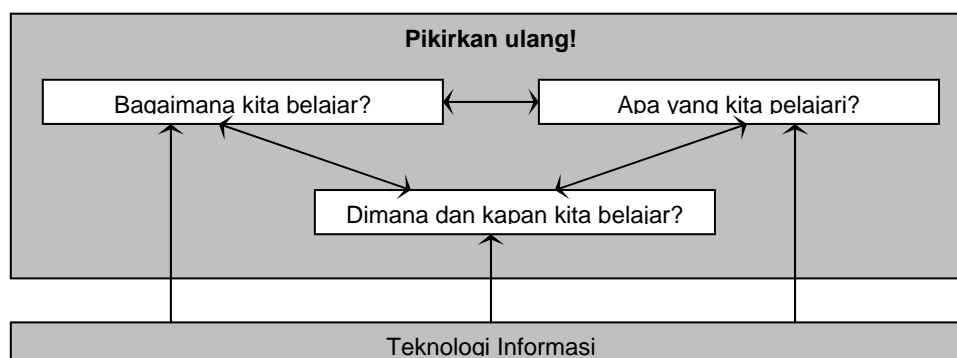 Pikirkan ulang!
Bagaimana kita belajar?
Apa yang kita pelajari?
Dimana dan kapan kita belajar?
Teknologi Informasi